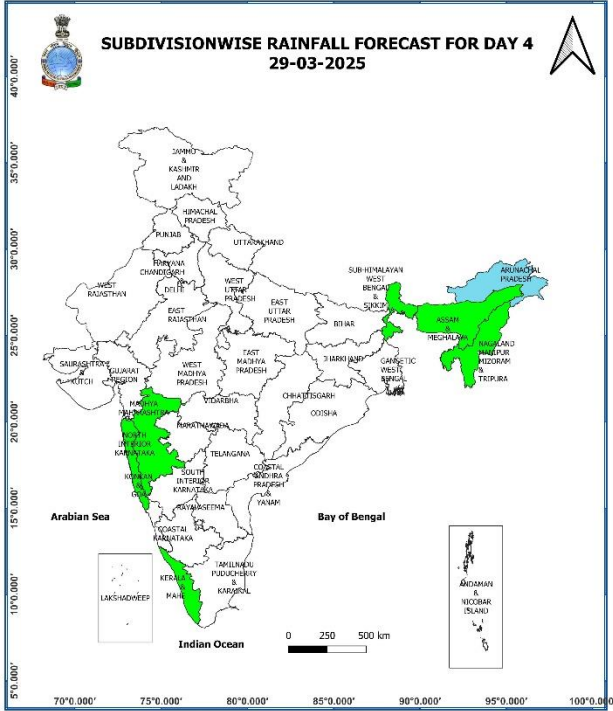 SUBDIVISIONWISE RAINFALL FORECAST FOR DAY 4
29-03-2025
40°0.000'
35°0.000'
30°0.000'
25°0.000'
20°0.000'
15°0.000'
10°0.000'
5°0.000'
JAMMU
&
KASHMIR
AND
LADAKH
HIMACHAL
PRADESH
PUNJAB
UTTARAKHAND
HARYANA
CHANDIGARH
DELHI
WEST
RAJASTHAN
EAST
RAJASTHAN
WEST
UTTAR
PRADESH
EAST
UTTAR
PRADESH
SUB-HIMALAYAN
WEST
BENGAL
&
SIKKIM
ARUNACHAL
PRADESH
ASSAM
&
MEGHALAYA
NAGALAND
MANIPUR
MIZORAM
&
TRIPURA
BIHAR
JHARKHAND
GANGETIC
WEST
BENGAL
SAURASHTRA
&
KUTCH
GUJARAT
REGION
WEST
MADHYA
PRADESH
EAST
MADHYA
PRADESH
CHHATTISGARH
ODISHA
VIDARBHA
MADHYA
MAHARASHTRA
MARATHAWADA
NORTH
INTERIOR
KARNATAKA
TELANGANA
KONKAN
&
GOA
SOUTH
INTERIOR
KARNATAKA
COASTAL
ANDHRA
PRADESH
&
YANAM
RAYALASEEMA
COASTAL
KARNATAKA
TAMILNADU
PUDUCHERRY
&
KARAIKAL
KERALA
&
MAHE
LAKSHADWEEP
ANDAMAN
&
NICOBAR
ISLAND
Arabian Sea
Bay of Bengal
Indian Ocean
0 250 500 km
70°0.000' 75°0.000' 80°0.000' 85°0.000' 90°0.000' 95°0.000' 100°0.000'